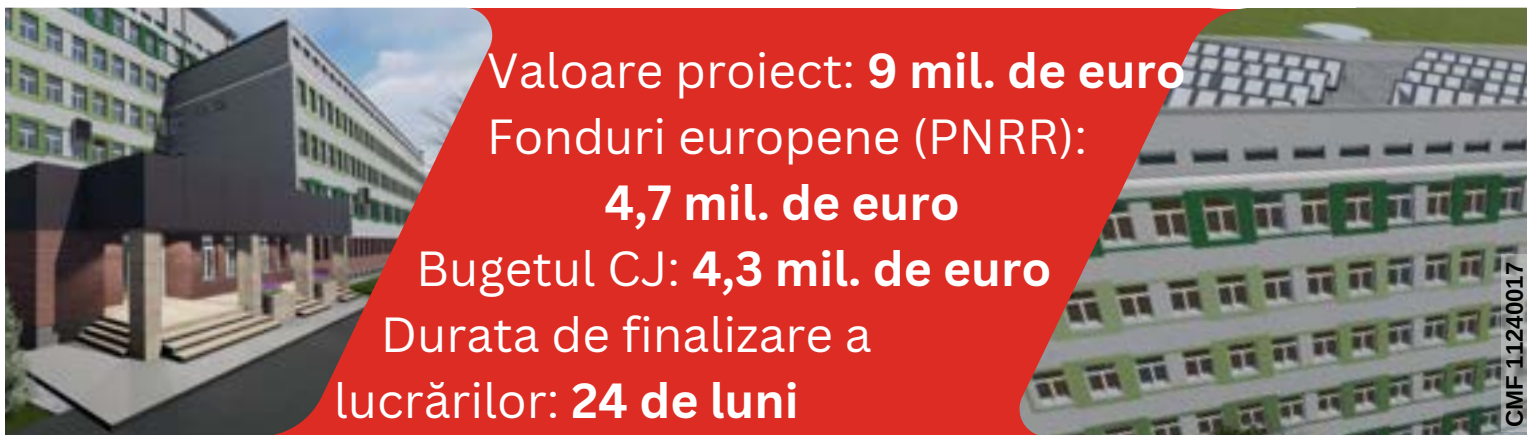 Valoare proiect: 9 mil. de euro
Fonduri europene (PNRR):
4,7 mil. de euro
Bugetul CJ: 4,3 mil. de euro
Durata de finalizare a
lucrărilor: 24 de luni
CMF 11240017